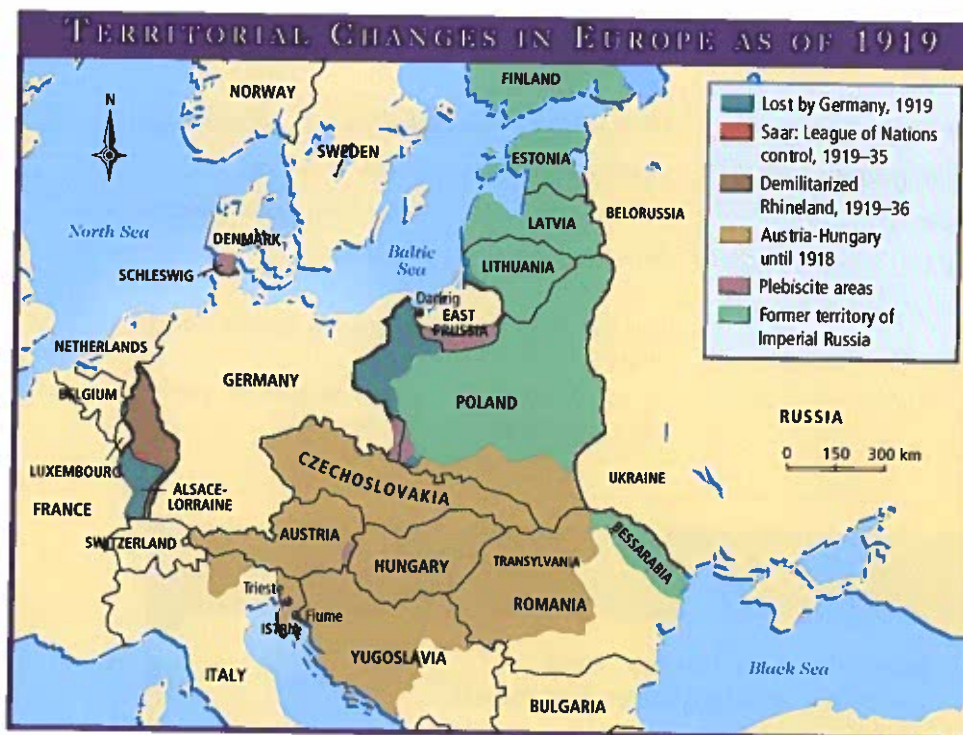 TERRITORIAL CHANGES IN EUROPE AS OF 1919
FINLAND
NORWAY
N
Lost by Germany, 1919
Saar: League of Nations
control, 1919–35
Demilitarized
Rhineland, 1919–36
Austria-Hungary
until 1918
Plebiscite areas
Former territory of
Imperial Russia
SWEDEN
ESTONIA
LATVIA
BELORUSSIA
North Sea
DENMARK
Baltic
Sea
LITHUANIA
SCHLESWIG
Danzig
EAST
PRUSSIA
NETHERLANDS
GERMANY
BELGIUM
POLAND
RUSSIA
0 150 300 km
LUXEMBOURG
CZECHOSLOVAKIA
UKRAINE
ALSACE-
LORRAINE
FRANCE
SWITZERLAND
AUSTRIA
HUNGARY
TRANSYLVANIA
BESSARABIA
Trieste
Fiume
ISTRIA
ROMANIA
YUGOSLAVIA
ITALY
Black Sea
BULGARIA